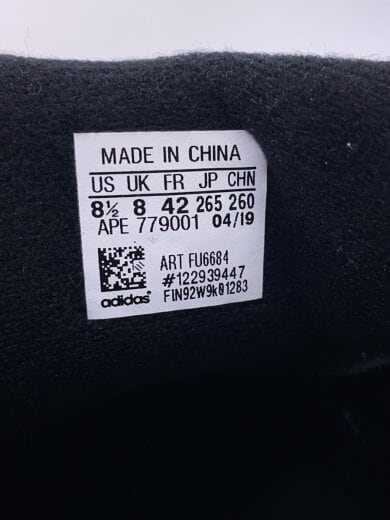 MADE IN CHINA
US UK FR JP CHN
8½ 8 42 265 260
APE 779001 04/19
ART FU6684
#122939447
F1N92W9k01283
adidas